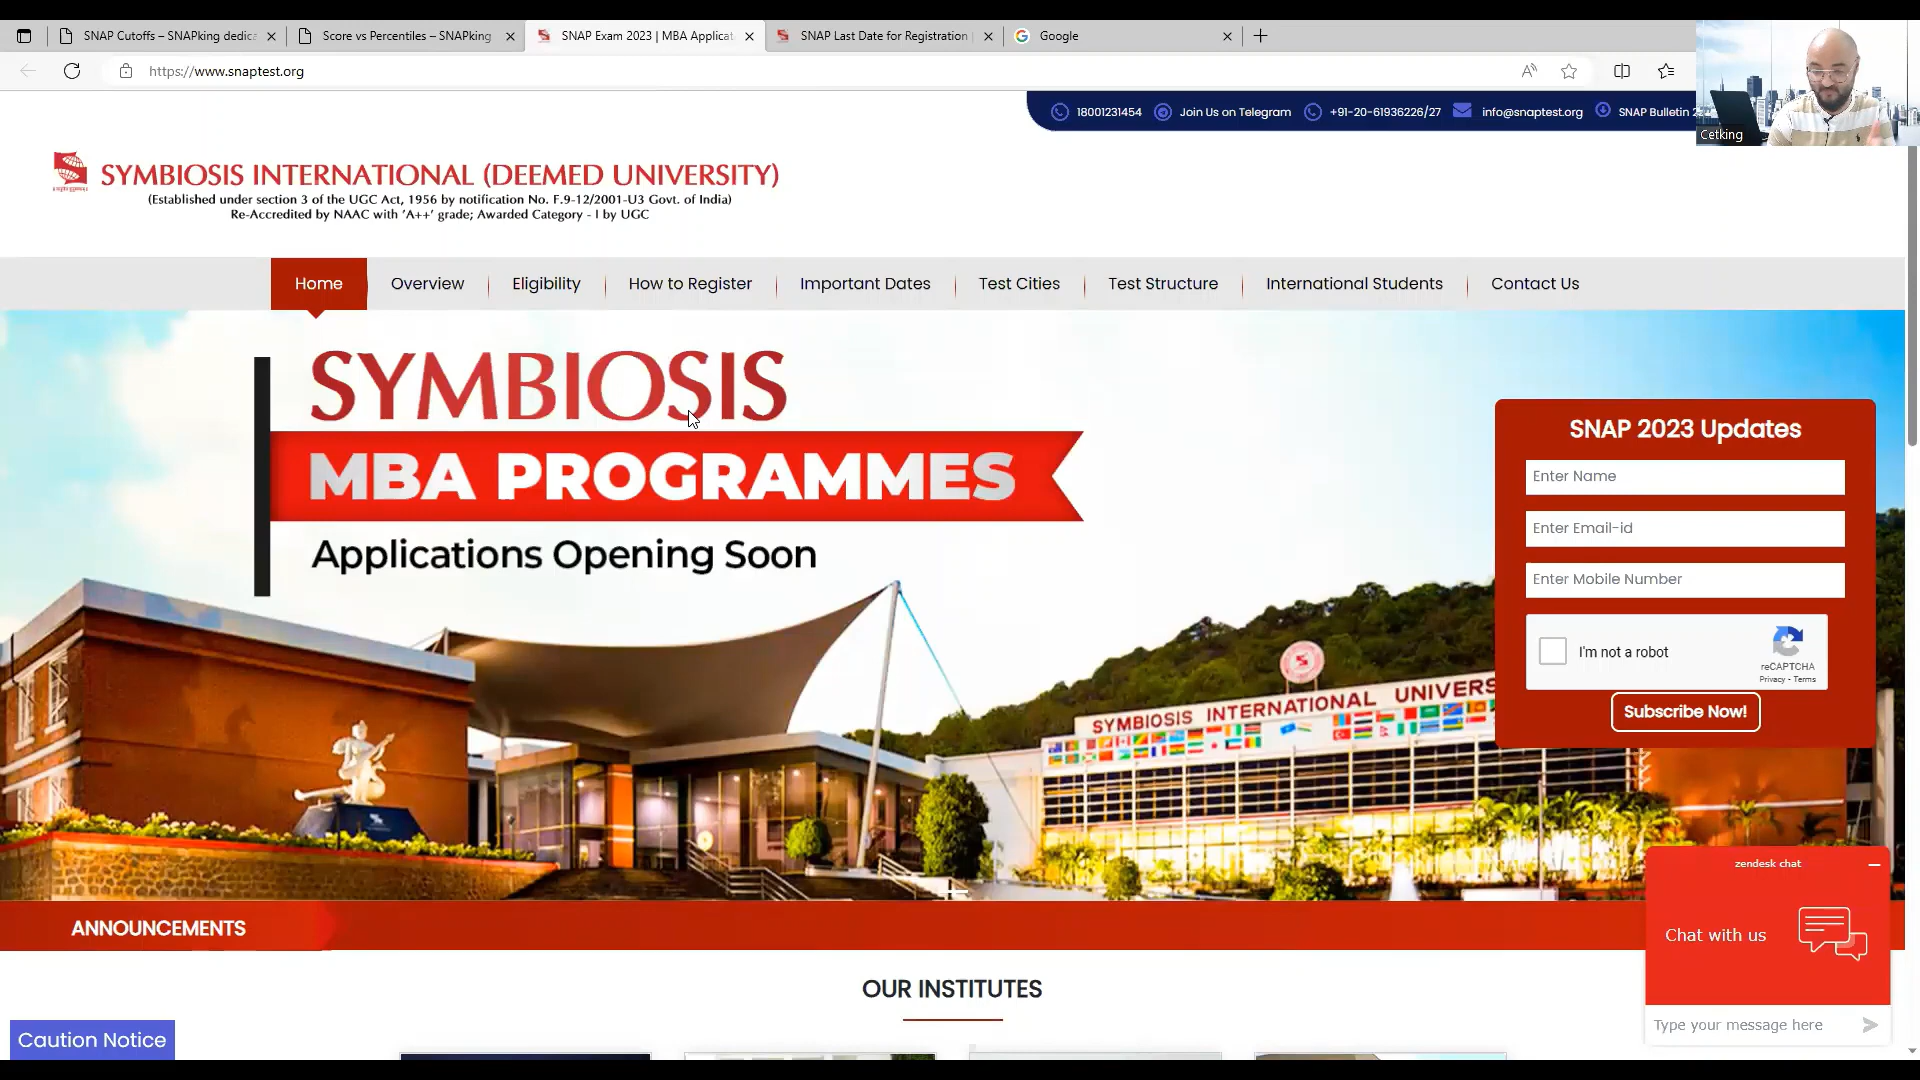 SNAP Cutoffs – SNAPking dedic
Score vs Percentiles – SNAPking
SNAP Exam 2023 | MBA Applicat
SNAP Last Date for Registration
Google
https://www.snaptest.org
18001231454
Join Us on Telegram
+91-20-61936226/27
info@snaptest.org
SNAP Bulletin 2
Cetking
SYMBIOSIS INTERNATIONAL (DEEMED UNIVERSITY)
(Established under section 3 of the UGC Act, 1956 by notification No. F.9-12/2001-U3 Govt. of India)
Re-Accredited by NAAC with 'A++' grade; Awarded Category - I by UGC
Home
Overview
Eligibility
How to Register
Important Dates
Test Cities
Test Structure
International Students
Contact Us
SYMBIOSIS
MBA PROGRAMMES
Applications Opening Soon
SNAP 2023 Updates
Enter Name
Enter Email-id
Enter Mobile Number
I'm not a robot
reCAPTCHA
Privacy - Terms
Subscribe Now!
SYMBIOSIS INTERNATIONAL UNIVERS
zendesk chat
Chat with us
Type your message here
ANNOUNCEMENTS
OUR INSTITUTES
Caution Notice